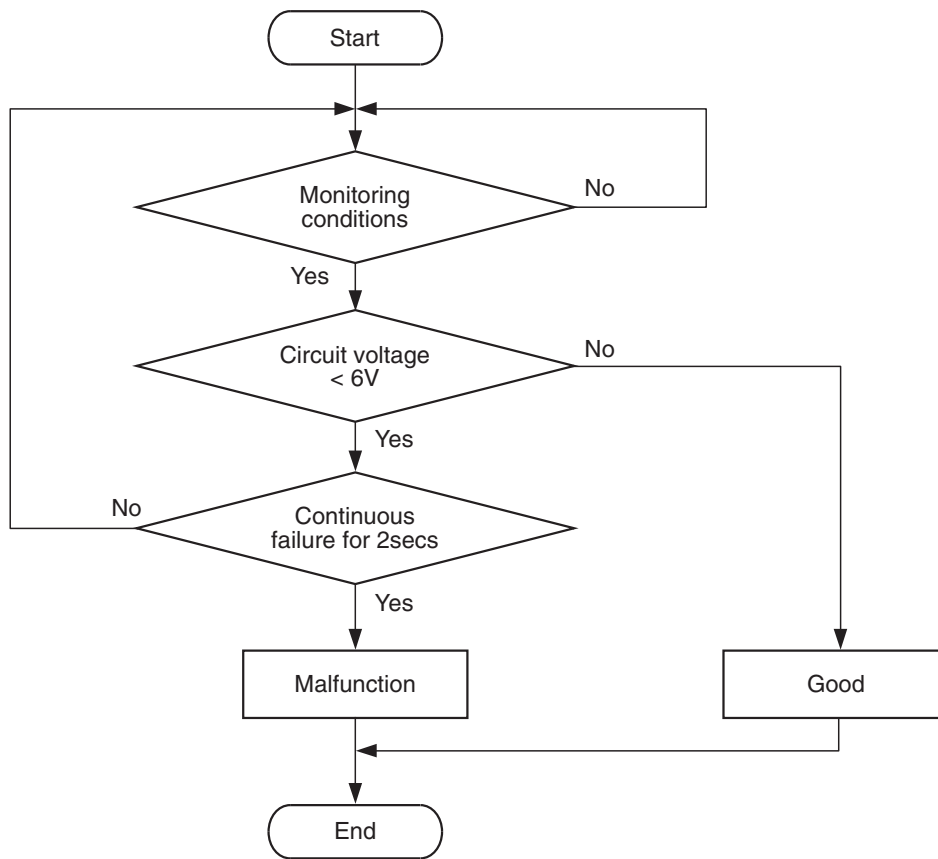 Start
Monitoring
conditions
No
Yes
Circuit voltage
< 6V
No
Yes
Continuous
failure for 2secs
No
Yes
Malfunction
Good
End